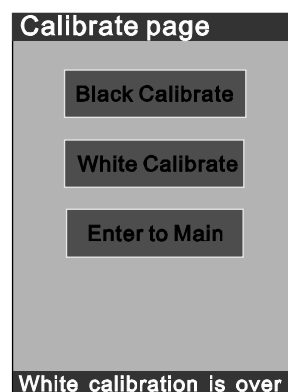 Calibrate page
Black Calibrate
White Calibrate
Enter to Main
White calibration is over